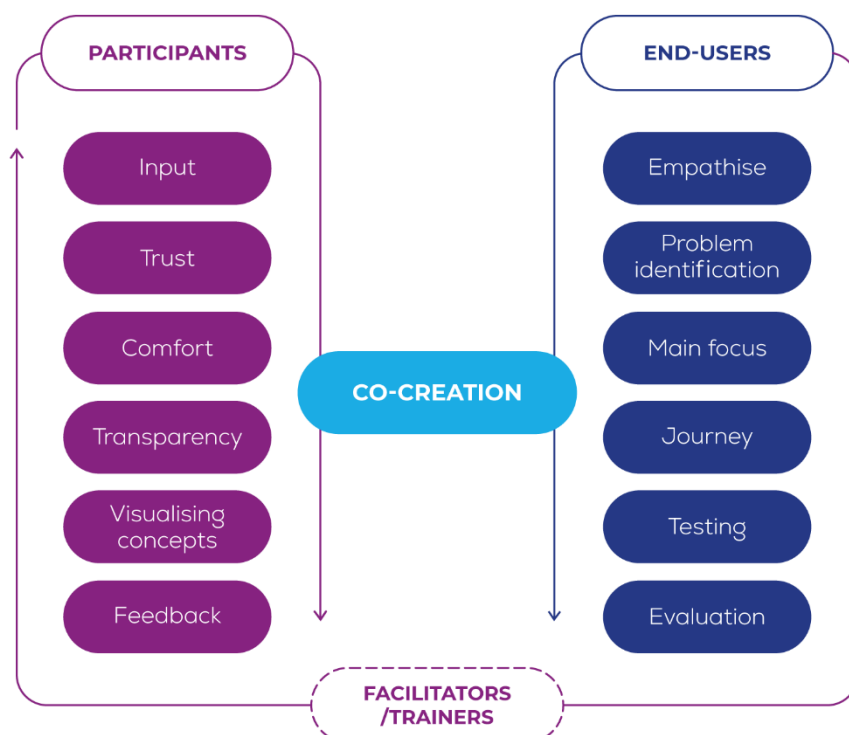 PARTICIPANTS
Input
Trust
Comfort
Transparency
Visualising
concepts
Feedback
CO-CREATION
END-USERS
Empathise
Problem
identification
Main focus
Journey
Testing
Evaluation
FACILITATORS
/TRAINERS